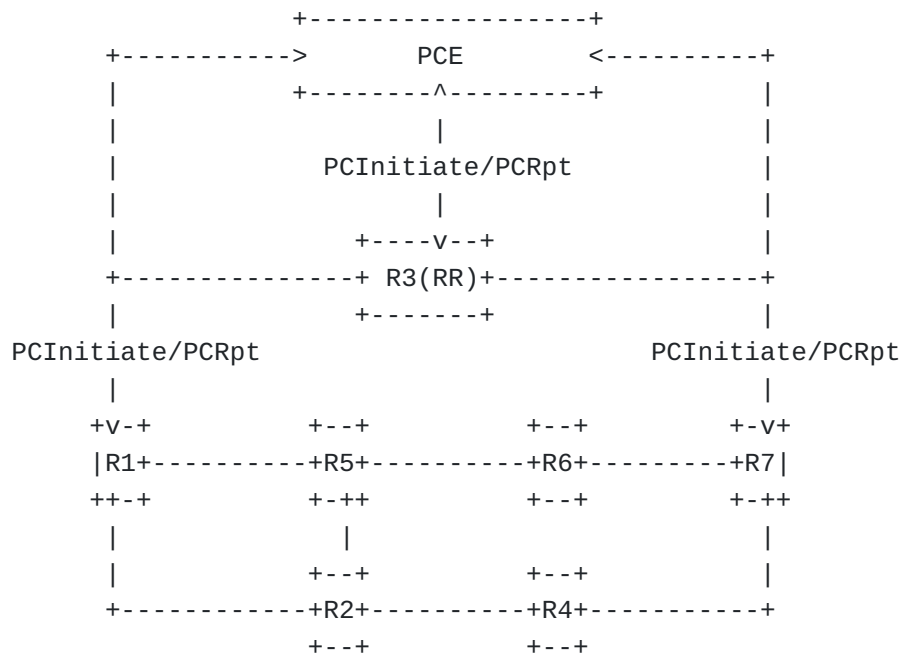 PCE
PCInitiate/PCRpt
R3(RR)
PCInitiate/PCRpt PCInitiate/PCRpt
R1 R5 R6 R7
R2 R4